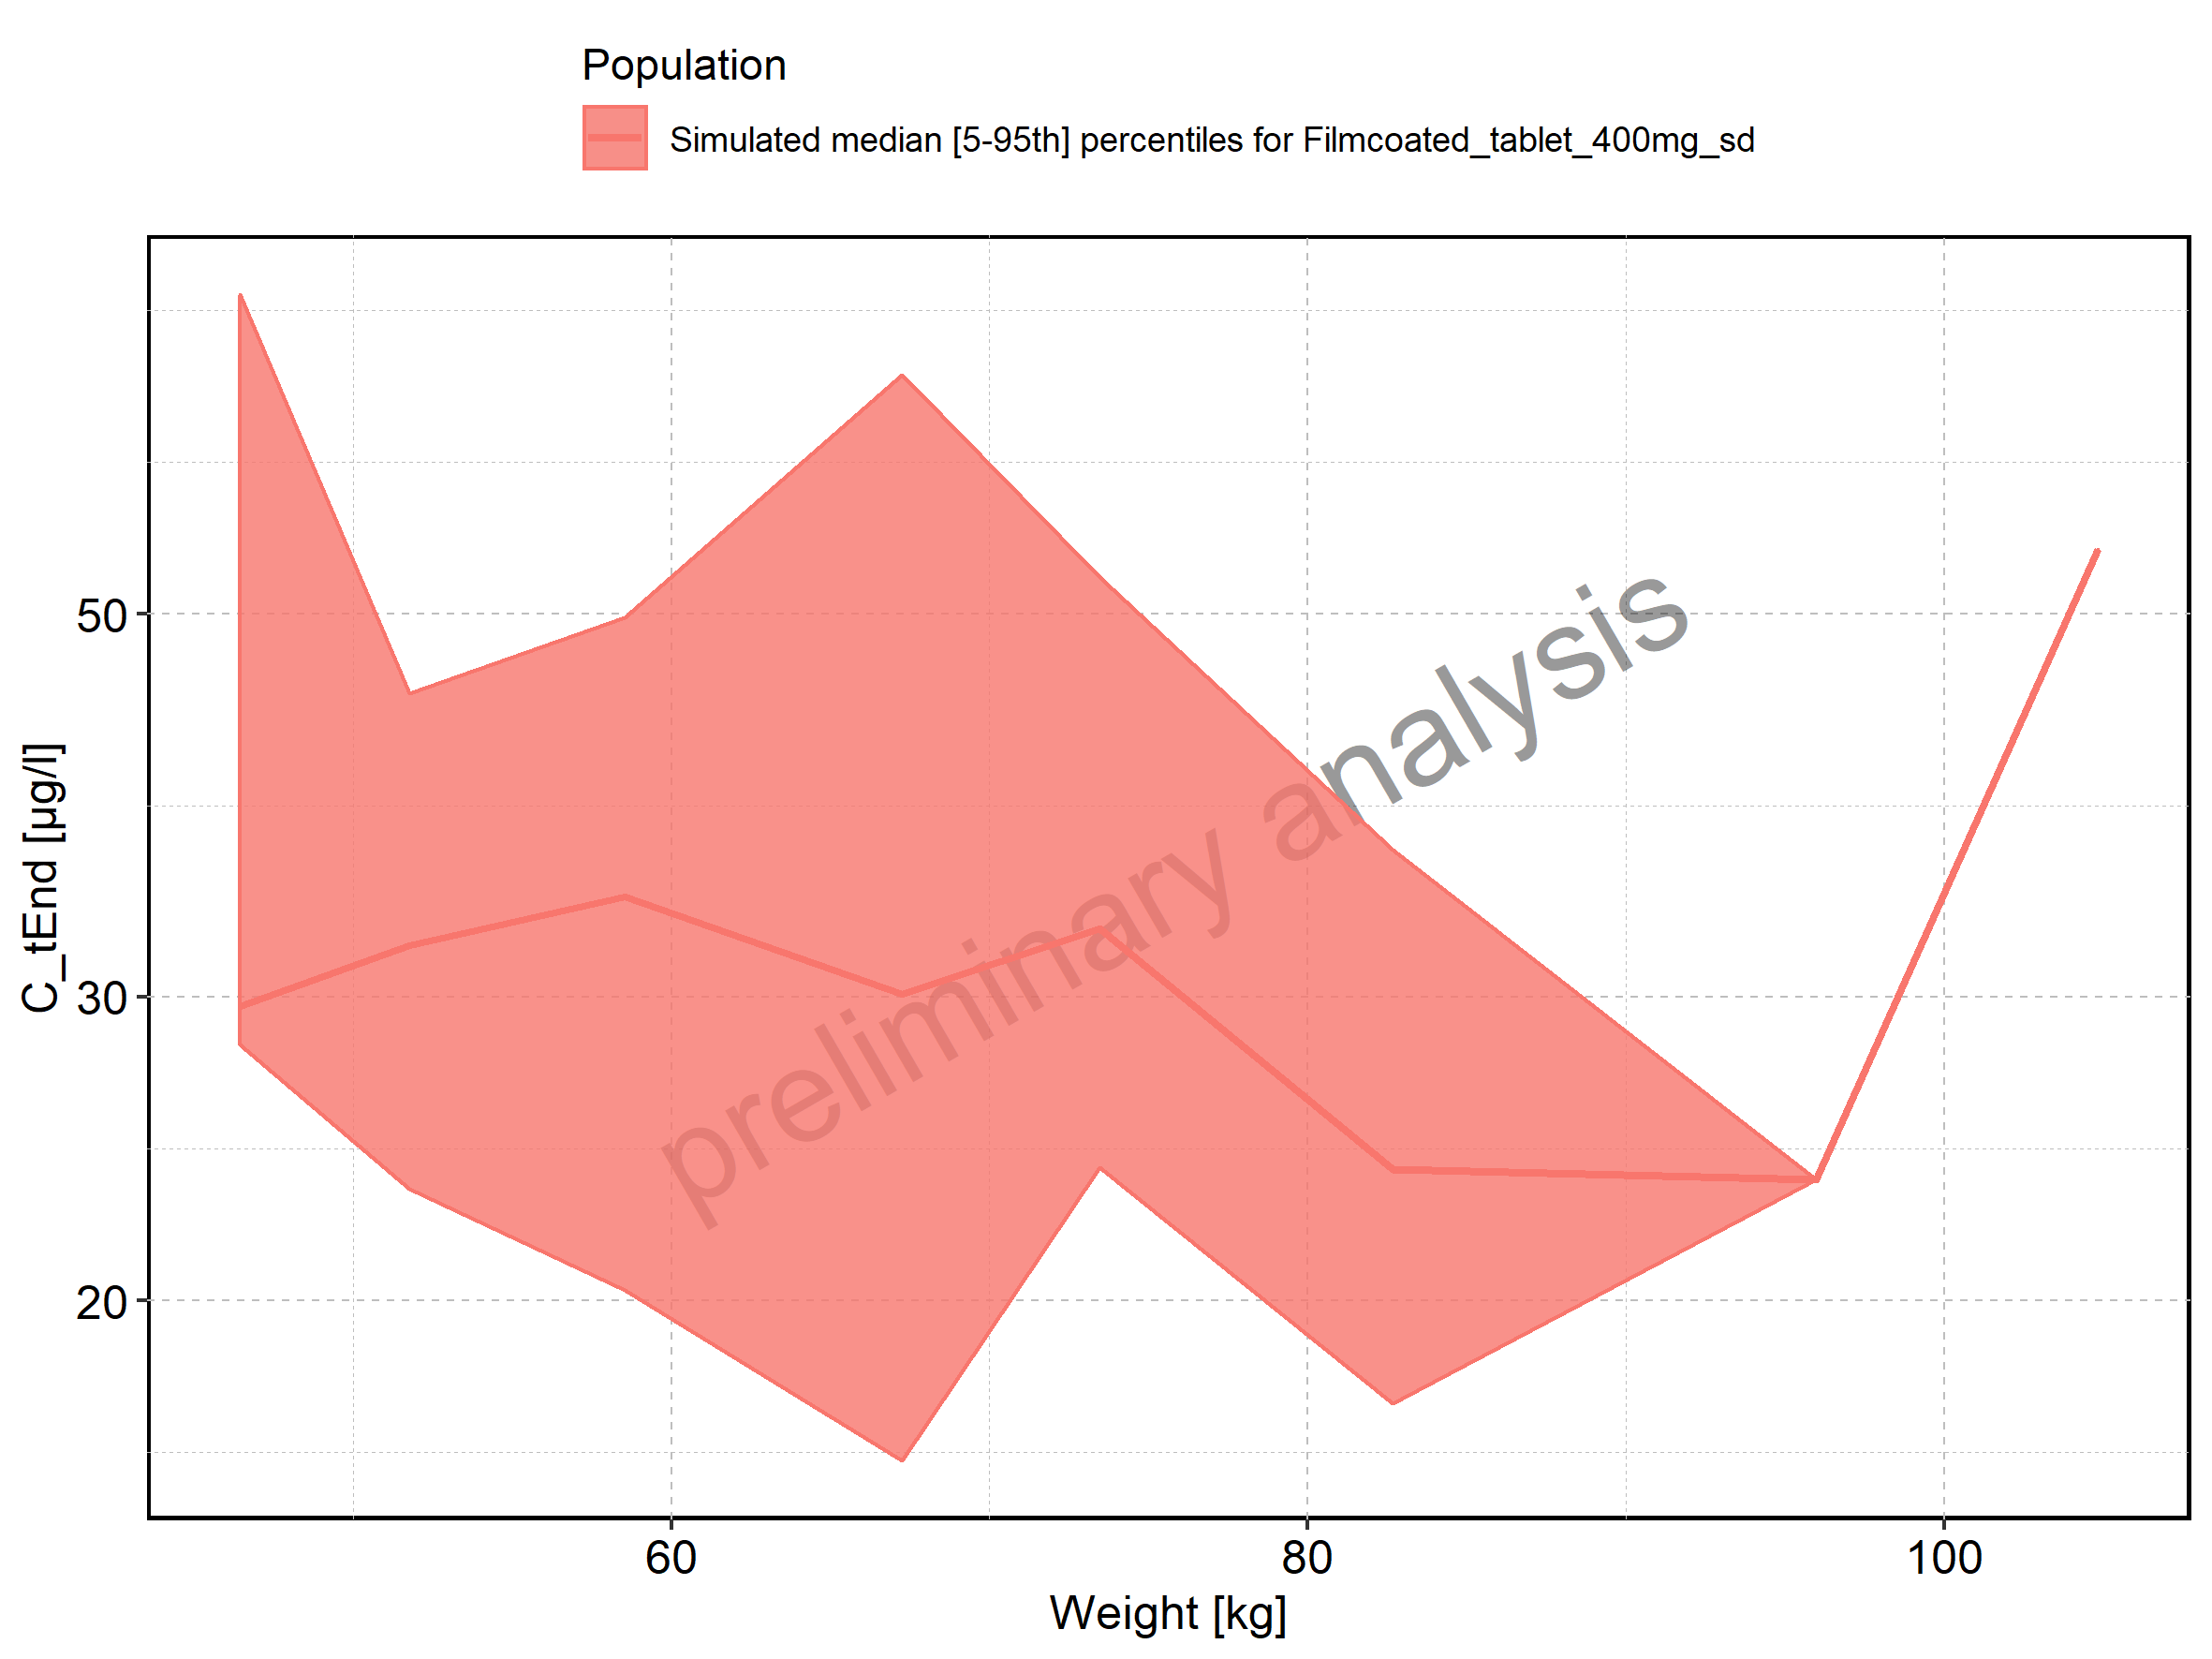 Population
Simulated median [5-95th] percentiles for Filmcoated_tablet_400mg_sd
C_tEnd [µg/l]
50
30
20
preliminary analysis
60
80
100
Weight [kg]